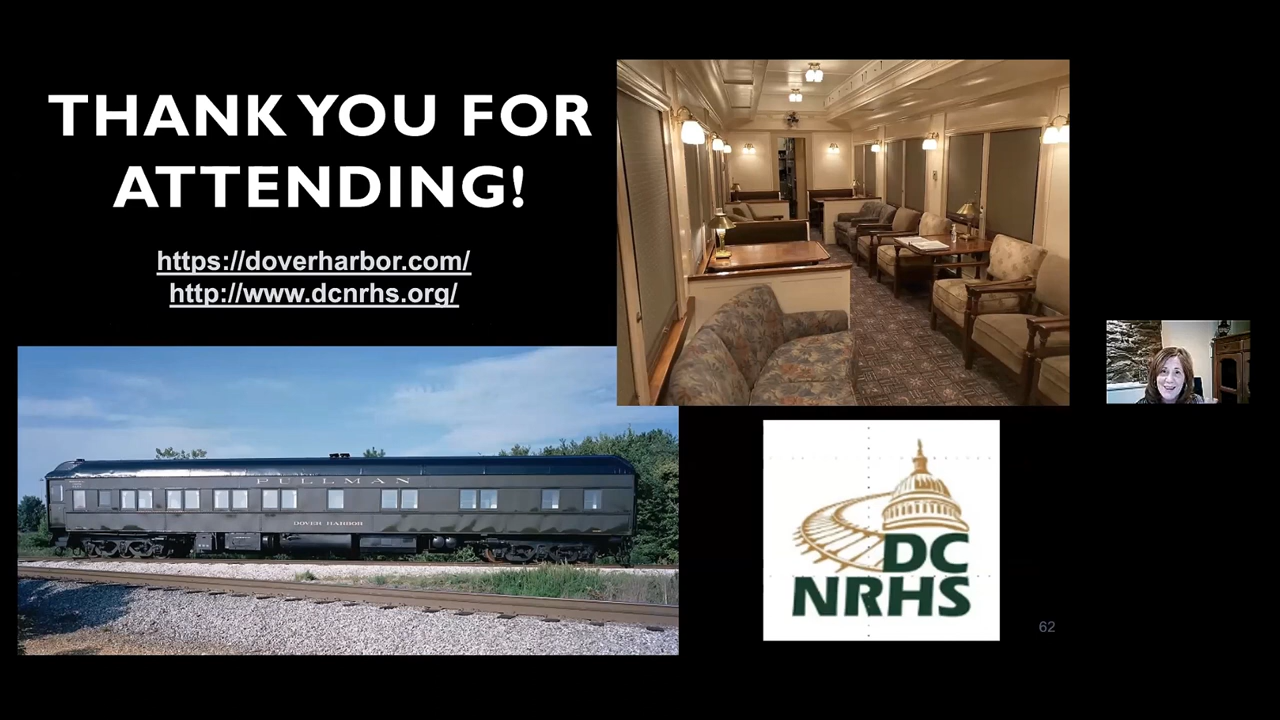 THANK YOU FOR
ATTENDING!
https://doverharbor.com/
http://www.dcnrhs.org/
PULLMAN
DOVER HARBOR
DC
NRHS
62